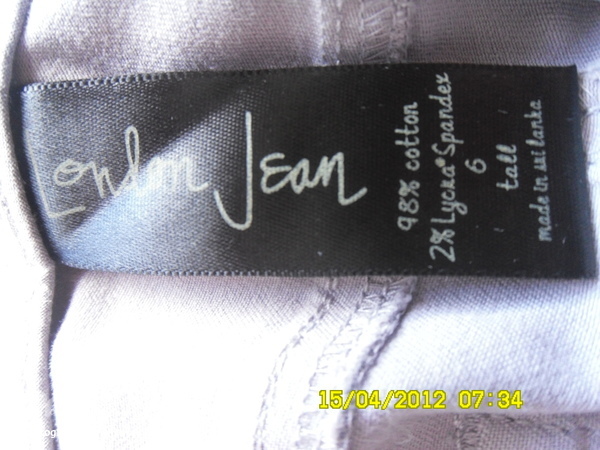 London Jean
98% cotton
2% Lycra® Spandex
6
tall
made in sri lanka
15/04/2012 07:34